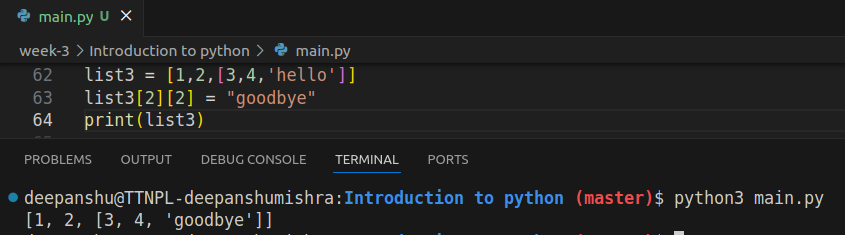 main.py U
week-3 > Introduction to python > main.py
62 list3 = [1,2,[3,4,'hello']]
63 list3[2][2] = "goodbye"
64 print(list3)
PROBLEMS OUTPUT DEBUG CONSOLE TERMINAL PORTS
deepanshu@TTNPL-deepanshumishra:Introduction to python (master)$ python3 main.py
[1, 2, [3, 4, 'goodbye']]